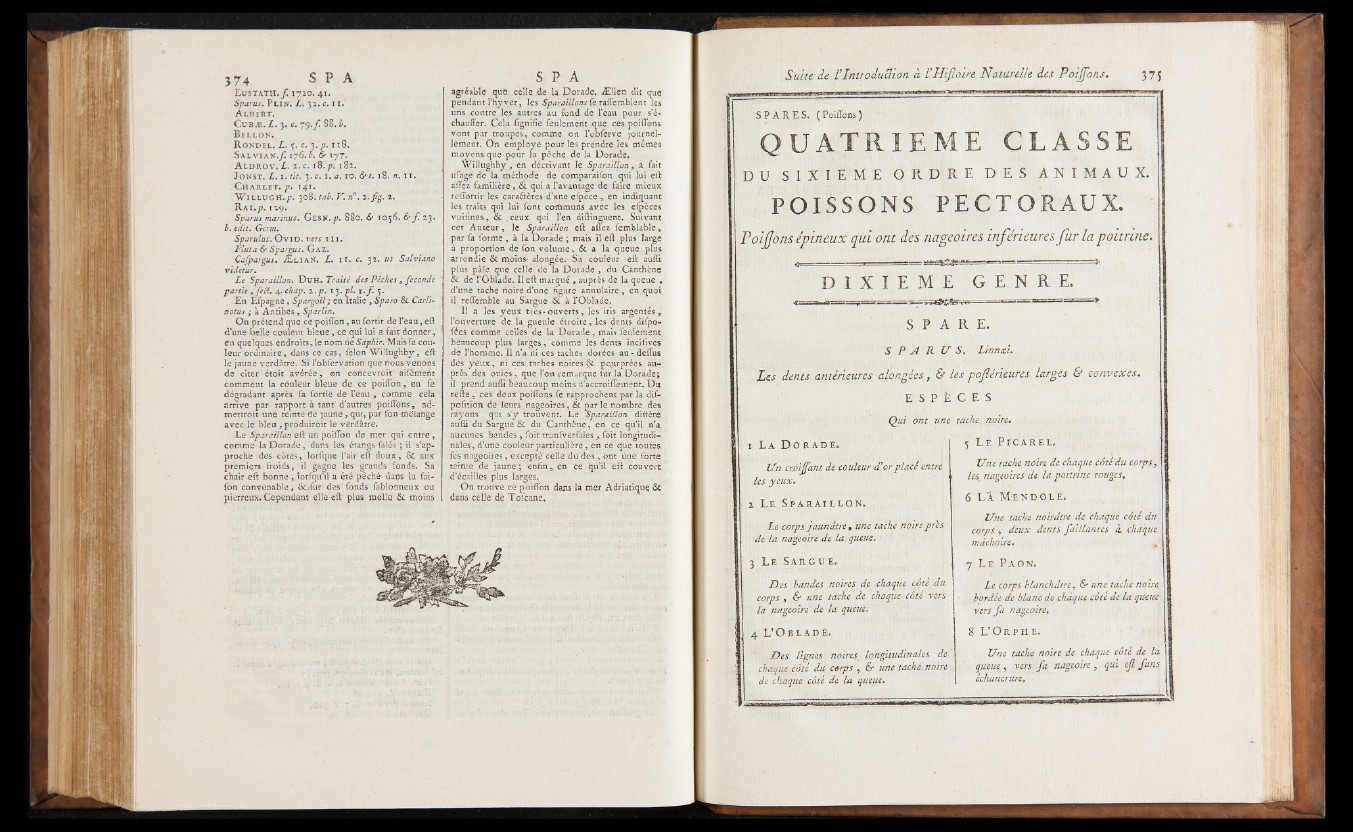 374 S P A
EUSTATH. ſ. 1720. 41.
Sparus. PLIN. L. 32. c. 11.
ALBERT.
CUBÆ. L. 3. c. 79. f. 88. b.
BELLON.
RONDEL. L. 5. c. 3. p. 118.
SALVIAN. f. 176. b. & 177.
ALDROV. L. 2. c. 18. p. 182.
JONST. L. 1. tit. 3. c. 1. a. 10. & t. 18. n. 11.
CHARLET. p. 141.
WILLUGH. p. 308. tab. V. n°. 2. fig. 2.
RAI. p. 129.
Sparus marinus. GESN. p. 880. & 1056. & f. 23.
b. edit. Germ.
Sparulus. OVID. vers 111.
Pluta & Spargus. GAZ.
Caſpargus. ÆLIAN. L. 11. c. 32. ut Salviano
videtur.
Le Sparaillon. DUH. Traité des Pêches, ſeconde
partie, ſect. 4. chap. 2. p. 13. pl. 1. f. 5.
En Eſpagne, Spargoil ; en Italie, Sparo & Carli-
notus ; à Antibes, Sparlin.
On prétend que ce poiſſon, au ſortir de l'eau, eſt
d'une belle couleur bleue, ce qui lui a fait donner,
en quelques endroits, le nom de Saphir. Mais ſa cou-
leur ordinaire, dans ce cas, ſelon Willughby, eſt
le jaune verdâtre. Si l'obſervation que nous venons
de citer étoit avérée, on concevroit aiſément
comment la couleur bleue de ce poiſſon, en ſe
dégradant après ſa ſortie de l'eau, comme cela
arrive par rapport à tant d'autres poiſſons, ad-
mettroit une teinte de jaune, qui, par ſon mélange
avec le bleu, produiroit le verdâtre.
Le Sparaillon eſt un poiſſon de mer qui entre,
comme la Dorade, dans les étangs ſalés ; il s'ap-
proche des côtes, lorſque l'air eſt doux, & aux
premiers froids, il gagne les grands fonds. Sa
chair eſt bonne, lorſqu'il a été pêché dans la ſai-
ſon convenable, & ſur des fonds ſablonneux ou
pierreux. Cependant elle eſt plus molle & moins
S P A
agréable que celle de la Dorade. Ælien dit que
pendant l'hyver, les Sparaillons ſe raſſemblent les
uns contre les autres au fond de l'eau pour s'é-
chauffer. Cela ſignifie ſeulement que ces poiſſons
vont par troupes, comme on l'obſerve journel-
lement. On employe pour les prendre les mêmes
moyens que pour la pêche de la Dorade.
Willughby, en décrivant le Sparaillon, a fait
uſage de la méthode de comparaiſon qui lui eſt
aſſez familière, & qui a l'avantage de faire mieux
reſſortir les caractères d'une eſpèce, en indiquant
les traits qui lui ſont communs avec les eſpèces
voiſines, & ceux qui l'en diſtinguent. Suivant
cet Auteur, le Sparaillon eſt aſſez ſemblable,
par ſa forme, à la Dorade ; mais il eſt plus large
à proportion de ſon volume, & a la queue plus
arrondie & moins alongée. Sa couleur eſt auſſi
plus pâle que celle de la Dorade, du Canthène
& de l'Oblade. Il eſt marqué, auprès de la queue,
d'une tache noire d'une figure annulaire, en quoi
il reſſemble au Sargue & à l'Oblade.
Il a les yeux très-ouverts, les iris argentés,
l'ouverture de la gueule étroite, les dents diſpo-
ſées comme celles de la Dorade, mais ſeulement
beaucoup plus larges, comme les dents inciſives
de l'homme. Il n'a ni ces taches dorées au-deſſus
des yeux, ni ces taches noires & pourprées au-
près des ouies, que l'on remarque ſur la Dorade;
il prend auſſi beaucoup moins d'accroiſſement. Du
reſte, ces deux poiſſons ſe rapprochent par la diſ-
poſition de leurs nageoires, & par le nombre des
rayons qui s'y trouvent. Le Sparaillon diffère
auſſi du Sargue & du Canthène, en ce qu'il n'a
aucunes bandes, ſoit tranſverſales, ſoit longitudi-
nales, d'une couleur particulière, en ce que toutes
ſes nageoires, excepté celle du dos, ont une forte
teinte de jaune ; enfin, en ce qu'il eſt couvert
d'écailles plus larges.
On trouve ce poiſſon dans la mer Adriatique &
dans celle de Toſcane.
Suite de l'Introduction à l'Hiſtoire Naturelle des Poiſſons. 375
SPARES. (Poiſſons)
QUATRIEME CLASSE
DU SIXIEME ORDRE DES ANIMAUX.
POISSONS PECTORAUX.
Poiſſons épineux qui ont des nageoires inférieures ſur la poitrine.
DIXIEME GENRE.
SPARE.
SPARUS. Linnæi.
Les dents antérieures alongées, & les poſtérieures larges & convexes.
ESPÈCES
Qui ont une tache noire.
1 LA DORADE.
Un croiſſant de couleur d'or placé entre
les yeux.
2 LE SPARAILLON.
Le corps jaunâtre, une tache noire près
de la nageoire de la queue.
3 LE SARGUE.
Des bandes noires de chaque côté du
corps, & une tache de chaque côté vers
la nageoire de la queue.
4 L'OBLADE.
Des lignes noires longitudinales de
chaque côté du corps, & une tache noire
de chaque côté de la queue.
5 LE PICAREL.
Une tache noire de chaque côté du corps,
les nageoires de la poitrine rouges.
6 LA MENDOLE.
Une tache noirâtre de chaque côté du
corps, deux dents ſaillantes à chaque
mâchoire.
7 LE PAON.
Le corps blanchâtre, & une tache noire
bordée de blanc de chaque côté de la queue
vers ſa nageoire.
8 L'ORPHE.
Une tache noire de chaque côté de la
queue, vers ſa nageoire, qui eſt ſans
échancrure.